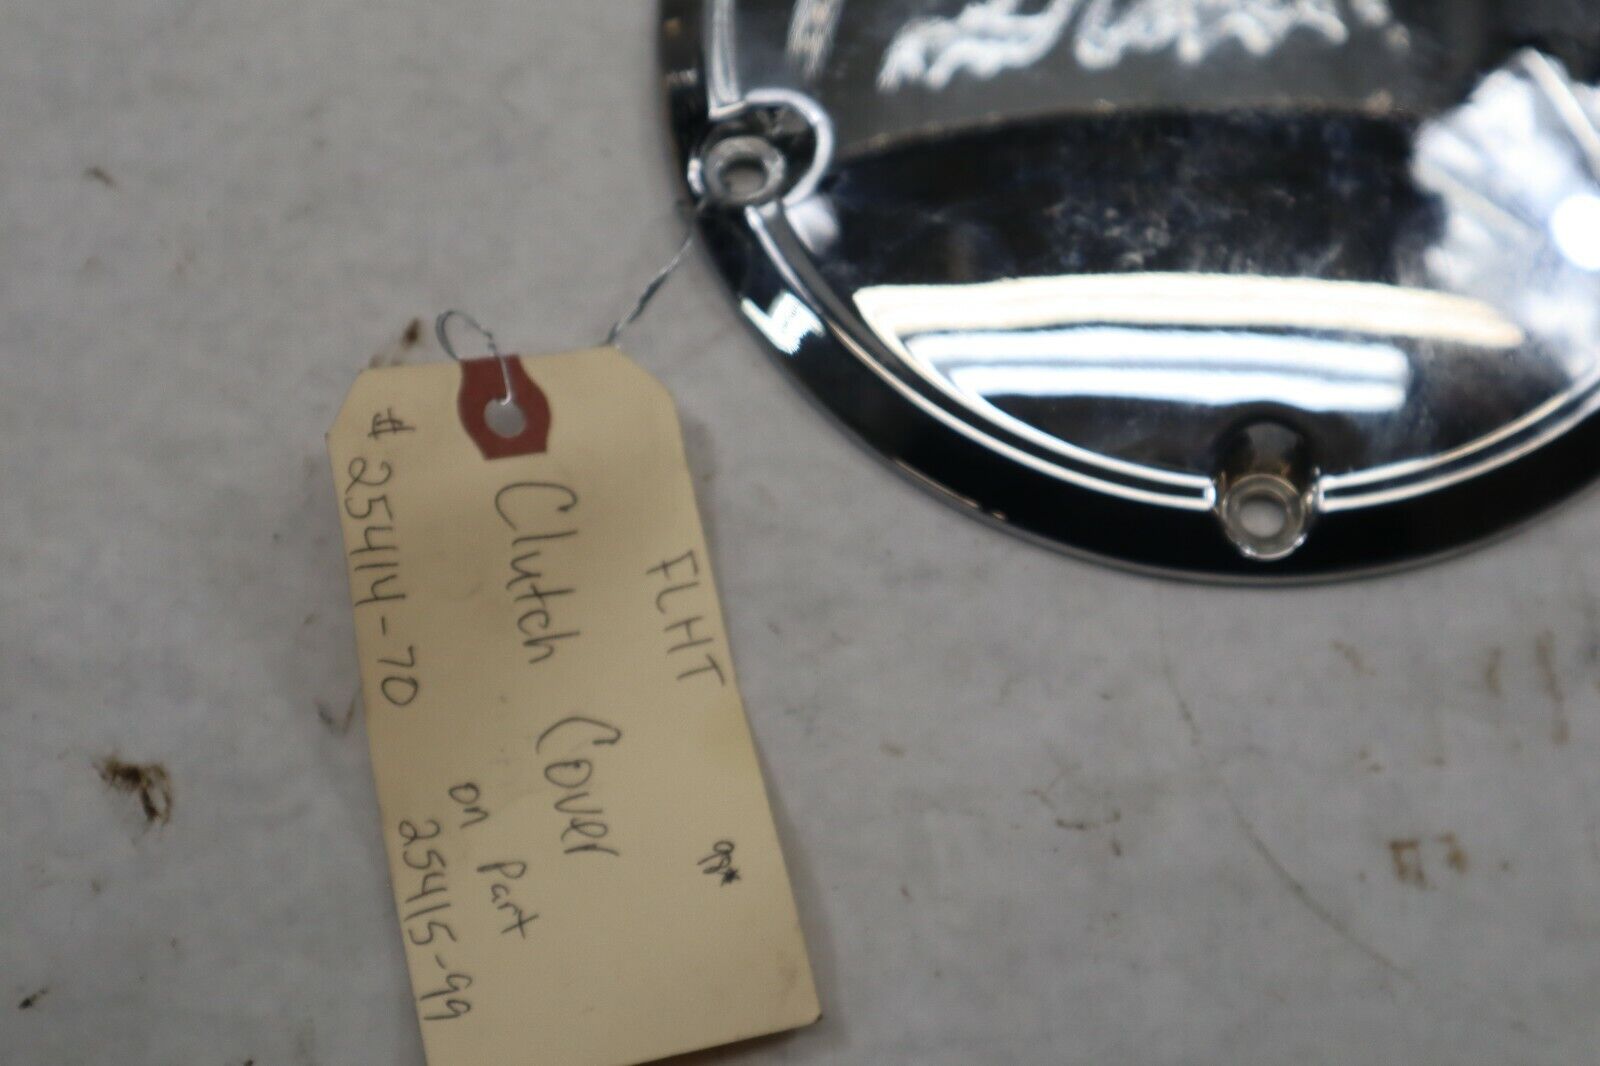 FLHT
Clutch Cover
on part
# 25414-70
25415-99